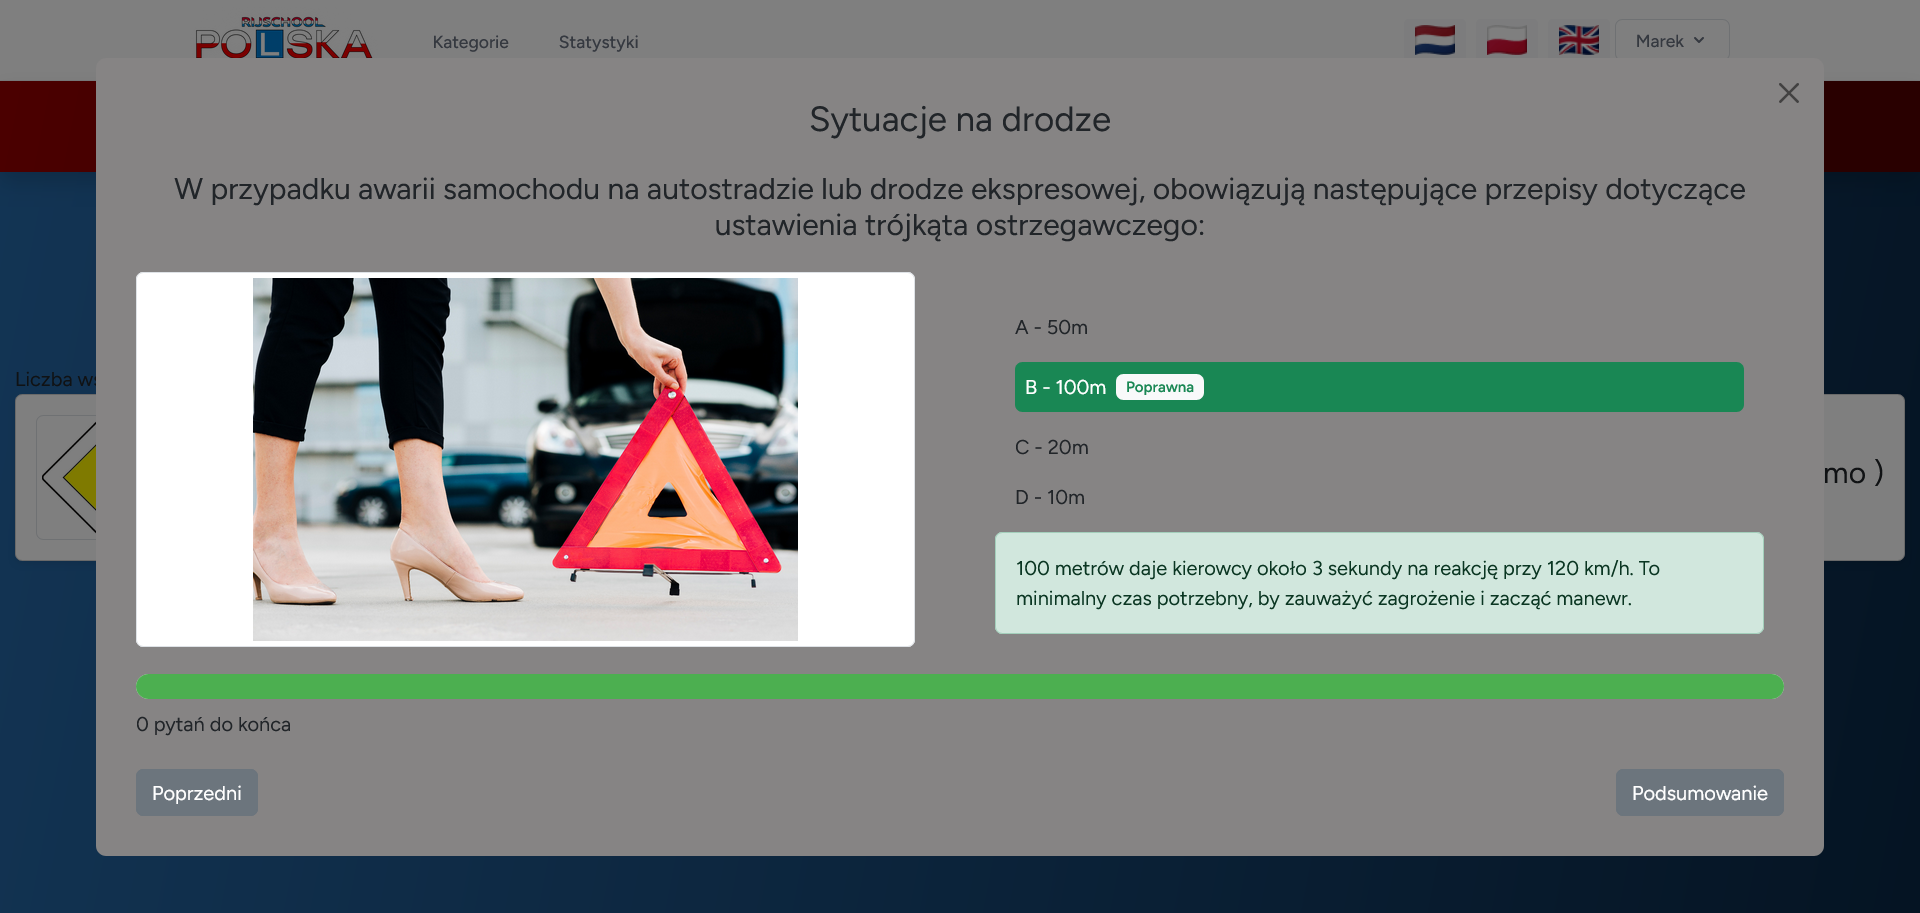 RIJSCHOOL
POLSKA
Kategorie
Statystyki
Marek
Sytuacje na drodze
W przypadku awarii samochodu na autostradzie lub drodze ekspresowej, obowiązują następujące przepisy dotyczące
ustawienia trójkąta ostrzegawczego:
Liczba
A - 50m
B - 100m Poprawna
C - 20m
mo )
D - 10m
100 metrów daje kierowcy około 3 sekundy na reakcję przy 120 km/h. To
minimalny czas potrzebny, by zauważyć zagrożenie i zacząć manewr.
0 pytań do końca
Poprzedni
Podsumowanie